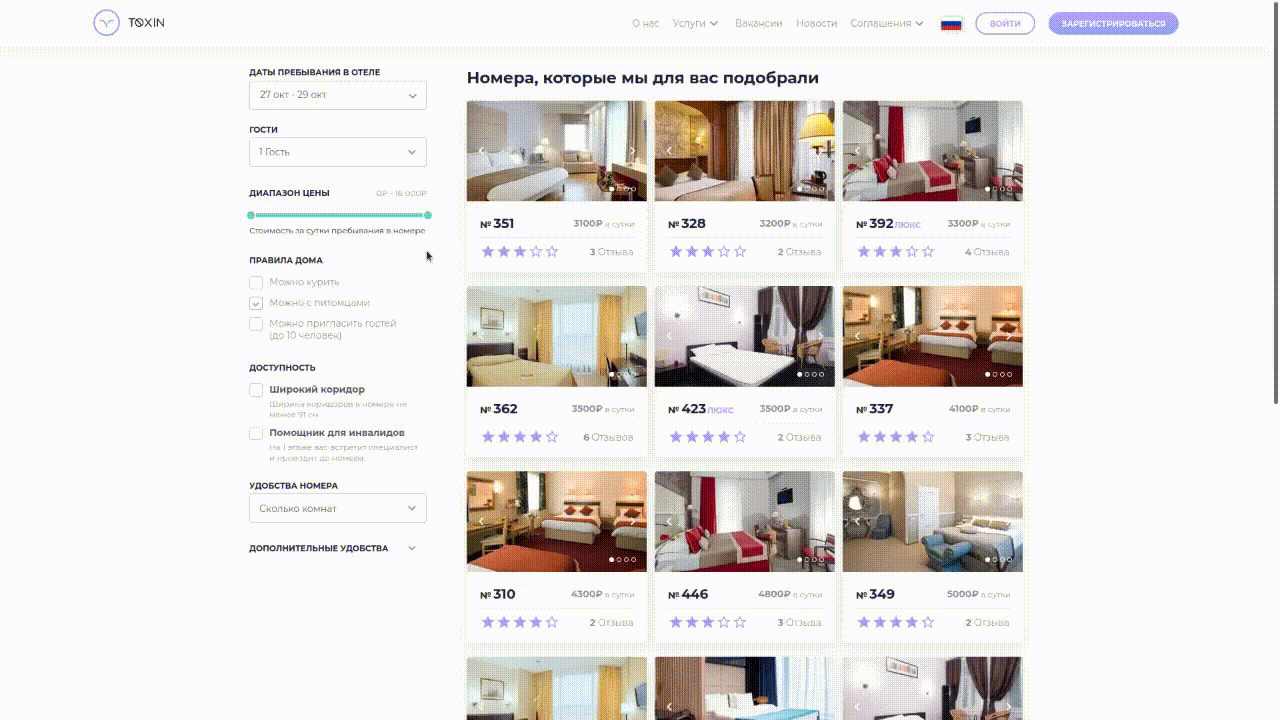 TOXIN
О нас Услуги Вакансии Новости Соглашения ВОЙТИ ЗАРЕГИСТРИРОВАТЬСЯ
ДАТЫ ПРЕБЫВАНИЯ В ОТЕЛЕ
27 окт - 29 окт
ГОСТИ
1 Гость
ДИАПАЗОН ЦЕНЫ 0₽ - 16 000₽
Стоимость за сутки пребывания в номере
ПРАВИЛА ДОМА
Можно курить
Можно с питомцами
Можно пригласить гостей
(до 10 человек)
ДОСТУПНОСТЬ
Широкий коридор
Ширина коридоров в номере не
менее 91 см
Помощник для инвалидов
На 1 этаже вас встретит специалист
и проводит до номера.
УДОБСТВА НОМЕРА
Сколько комнат
ДОПОЛНИТЕЛЬНЫЕ УДОБСТВА
Номера, которые мы для вас подобрали
№ 351 3100₽ в сутки
3 Отзыва
№ 328 3200₽ в сутки
2 Отзыва
№ 392 ЛЮКС 3300₽ в сутки
4 Отзыва
№ 362 3500₽ в сутки
6 Отзывов
№ 423 ЛЮКС 3500₽ в сутки
2 Отзыва
№ 337 4100₽ в сутки
3 Отзыва
№ 310 4300₽ в сутки
2 Отзыва
№ 446 4800₽ в сутки
3 Отзыва
№ 349 5000₽ в сутки
2 Отзыва